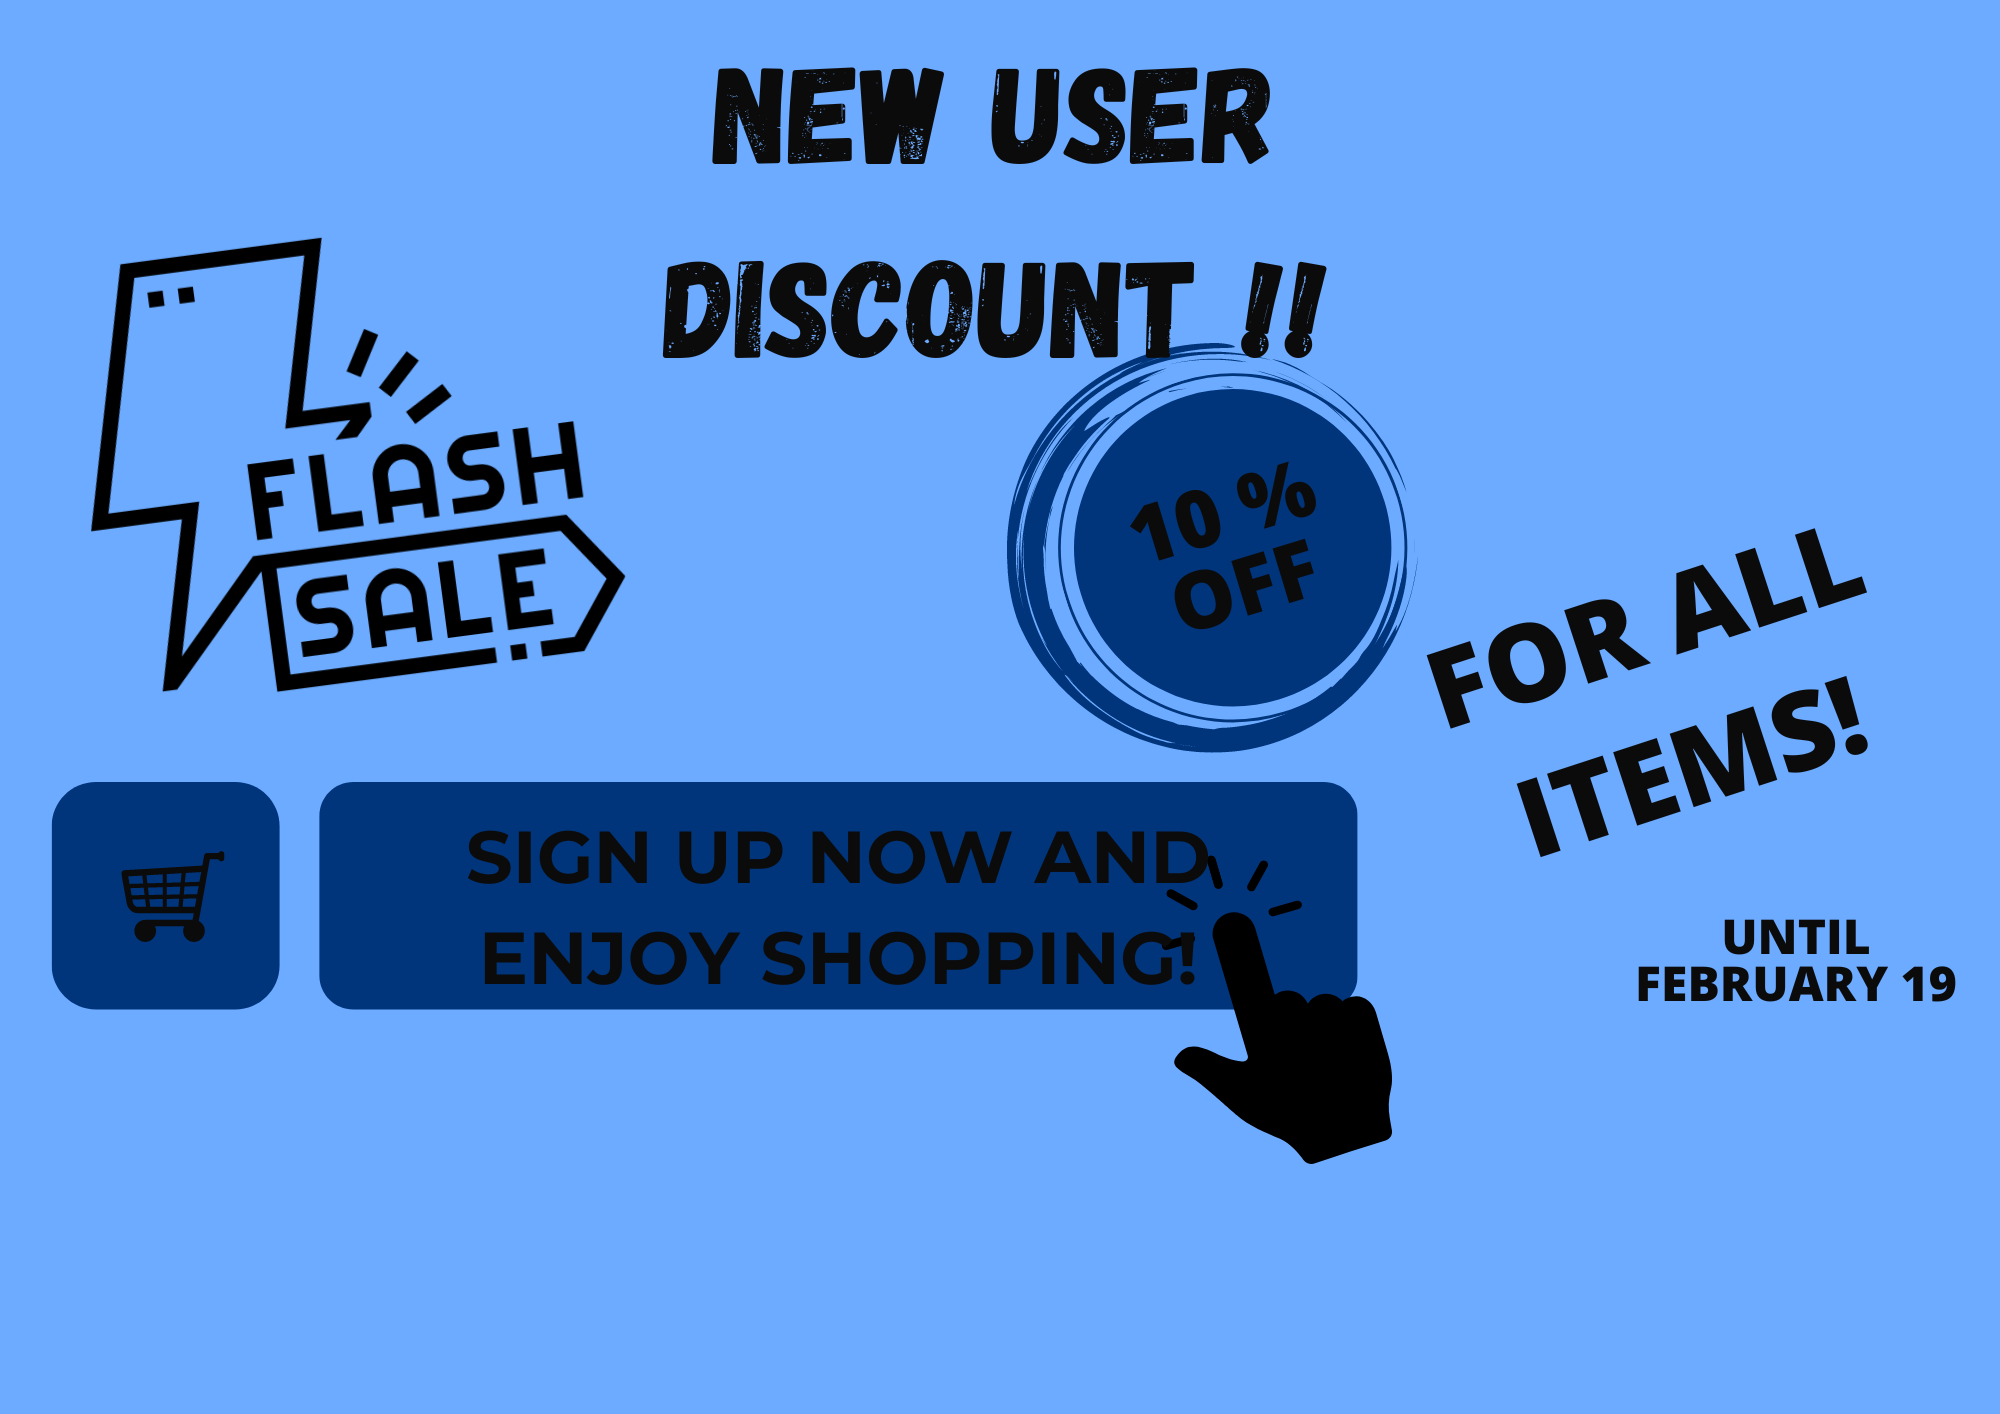 NEW USER
DISCOUNT !!
FLASH
SALE
10 %
OFF
FOR ALL
ITEMS!
SIGN UP NOW AND
ENJOY SHOPPING!
UNTIL
FEBRUARY 19